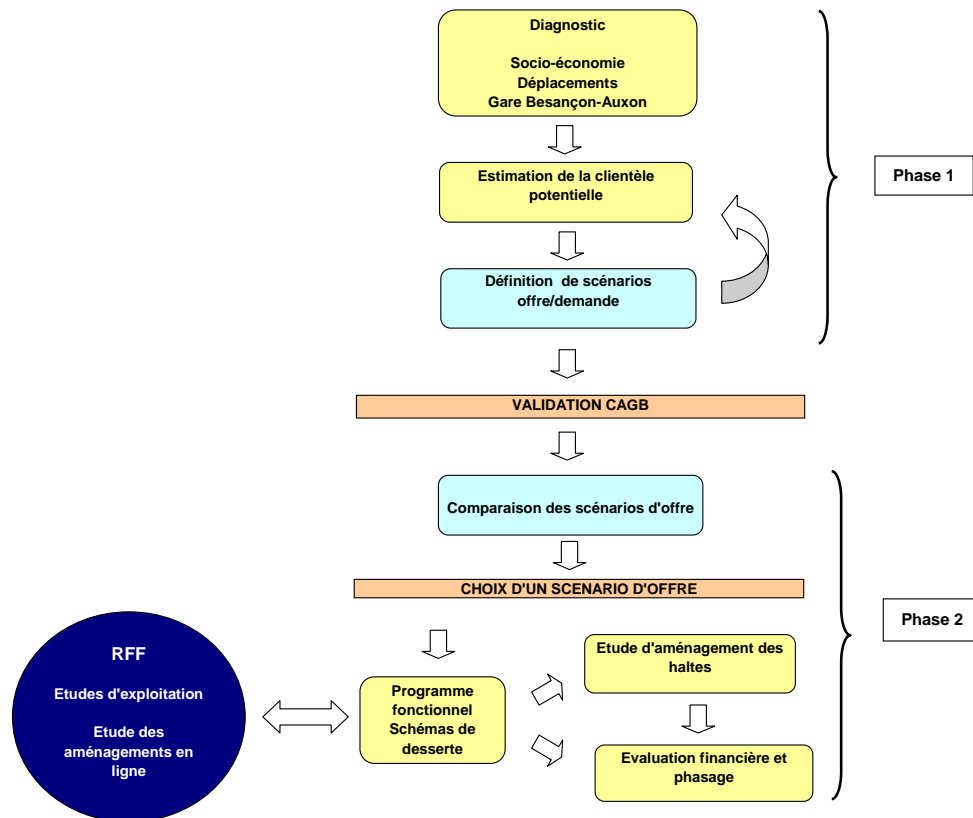 Diagnostic
Socio-économie
Déplacements
Gare Besançon-Auxon
Estimation de la clientèle
potentielle
Définition de scénarios
offre/demande
Phase 1
VALIDATION CAGB
Comparaison des scénarios d'offre
CHOIX D'UN SCENARIO D'OFFRE
Phase 2
RFF
Etudes d'exploitation
Etude des
aménagements en
ligne
Programme
fonctionnel
Schémas de
desserte
Etude d'aménagement des
haltes
Evaluation financière et
phasage